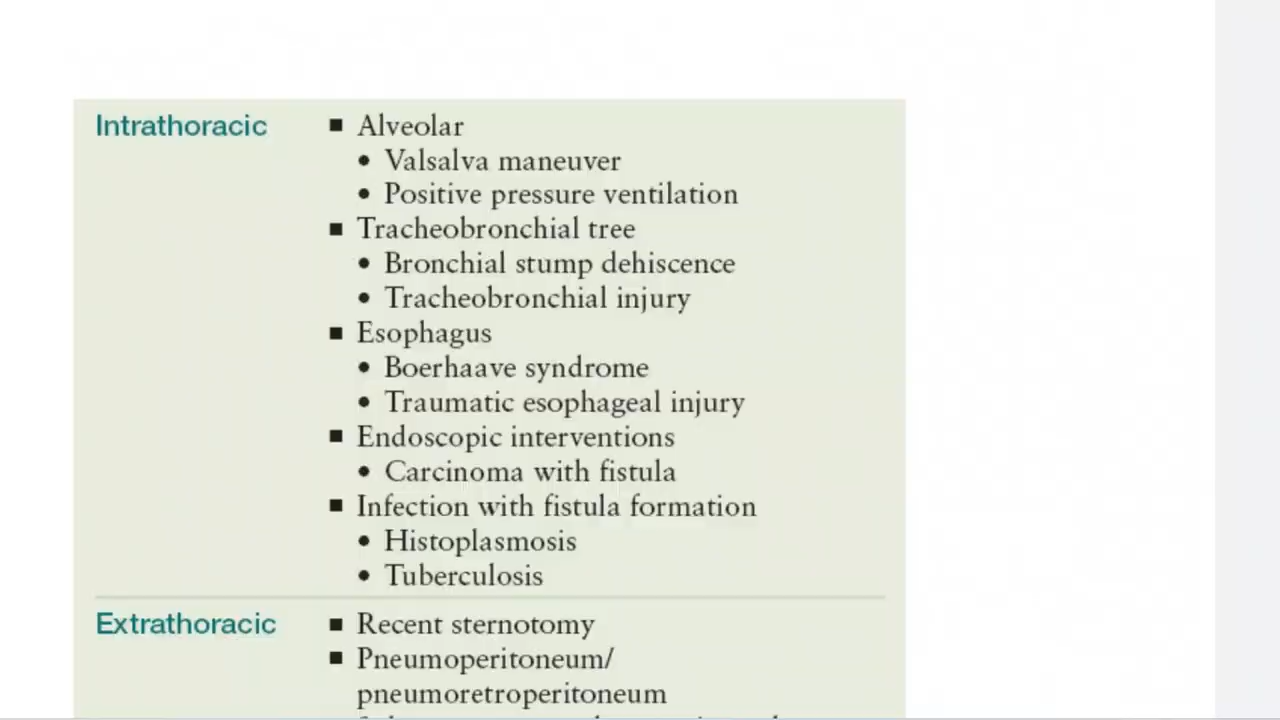 Intrathoracic
■ Alveolar
• Valsalva maneuver
• Positive pressure ventilation
■ Tracheobronchial tree
• Bronchial stump dehiscence
• Tracheobronchial injury
■ Esophagus
• Boerhaave syndrome
• Traumatic esophageal injury
■ Endoscopic interventions
• Carcinoma with fistula
■ Infection with fistula formation
• Histoplasmosis
• Tuberculosis
Extrathoracic
■ Recent sternotomy
■ Pneumoperitoneum/
pneumoretroperitoneum